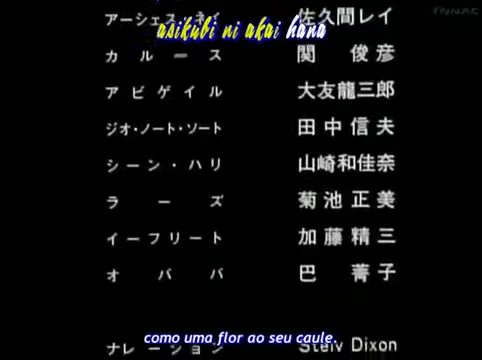 TNNAC
アーシェス・ネイ 佐久間レイ
asikubi ni akai hana
カルース 関 俊彦
アビゲイル 大友龍三郎
ジオ・ノート・ソート 田中信夫
シーン・ハリ 山崎和佳奈
ラーズ 菊池正美
イーフリート 加藤精三
オババ 巴 菁子
como uma flor ao seu caule.
ナレーション Steiv Dixon